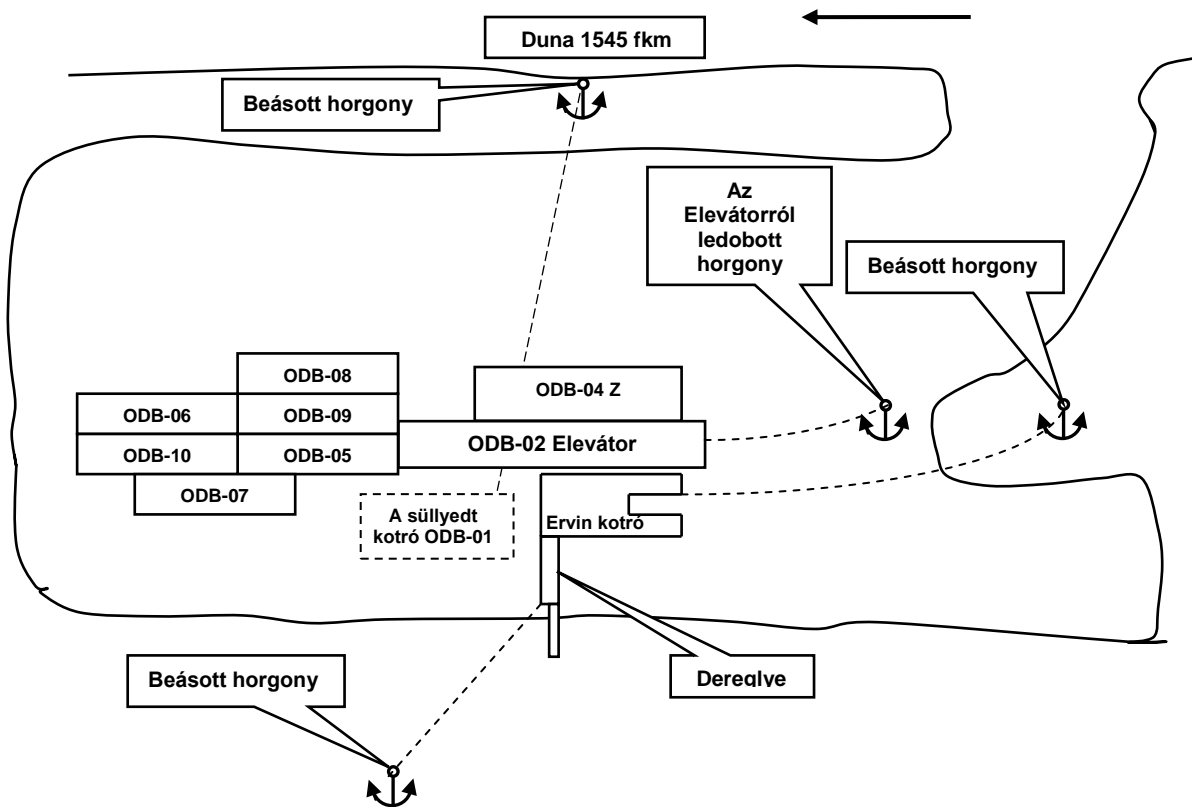 Duna 1545 fkm
Beásott horgony
Az
Elevátorról
ledobott
horgony
Beásott horgony
ODB-08
ODB-04 Z
ODB-06
ODB-09
ODB-02 Elevátor
ODB-10
ODB-05
ODB-07
A süllyedt
kotró ODB-01
Ervin kotró
Beásott horgony
Dereglye